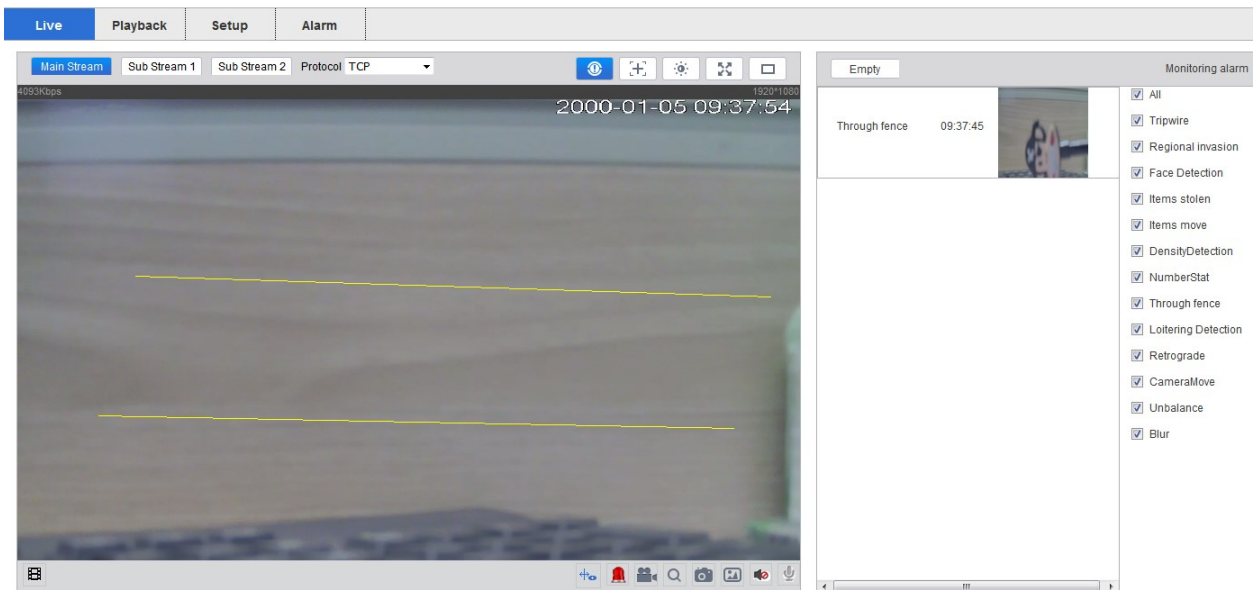 Live Playback Setup Alarm
Main Stream Sub Stream 1 Sub Stream 2 Protocol TCP
4093Kbps 1920*1080
2000-01-05 09:37:54
Empty Monitoring alarm
Through fence 09:37:45
All
Tripwire
Regional invasion
Face Detection
Items stolen
Items move
DensityDetection
NumberStat
Through fence
Loitering Detection
Retrograde
CameraMove
Unbalance
Blur